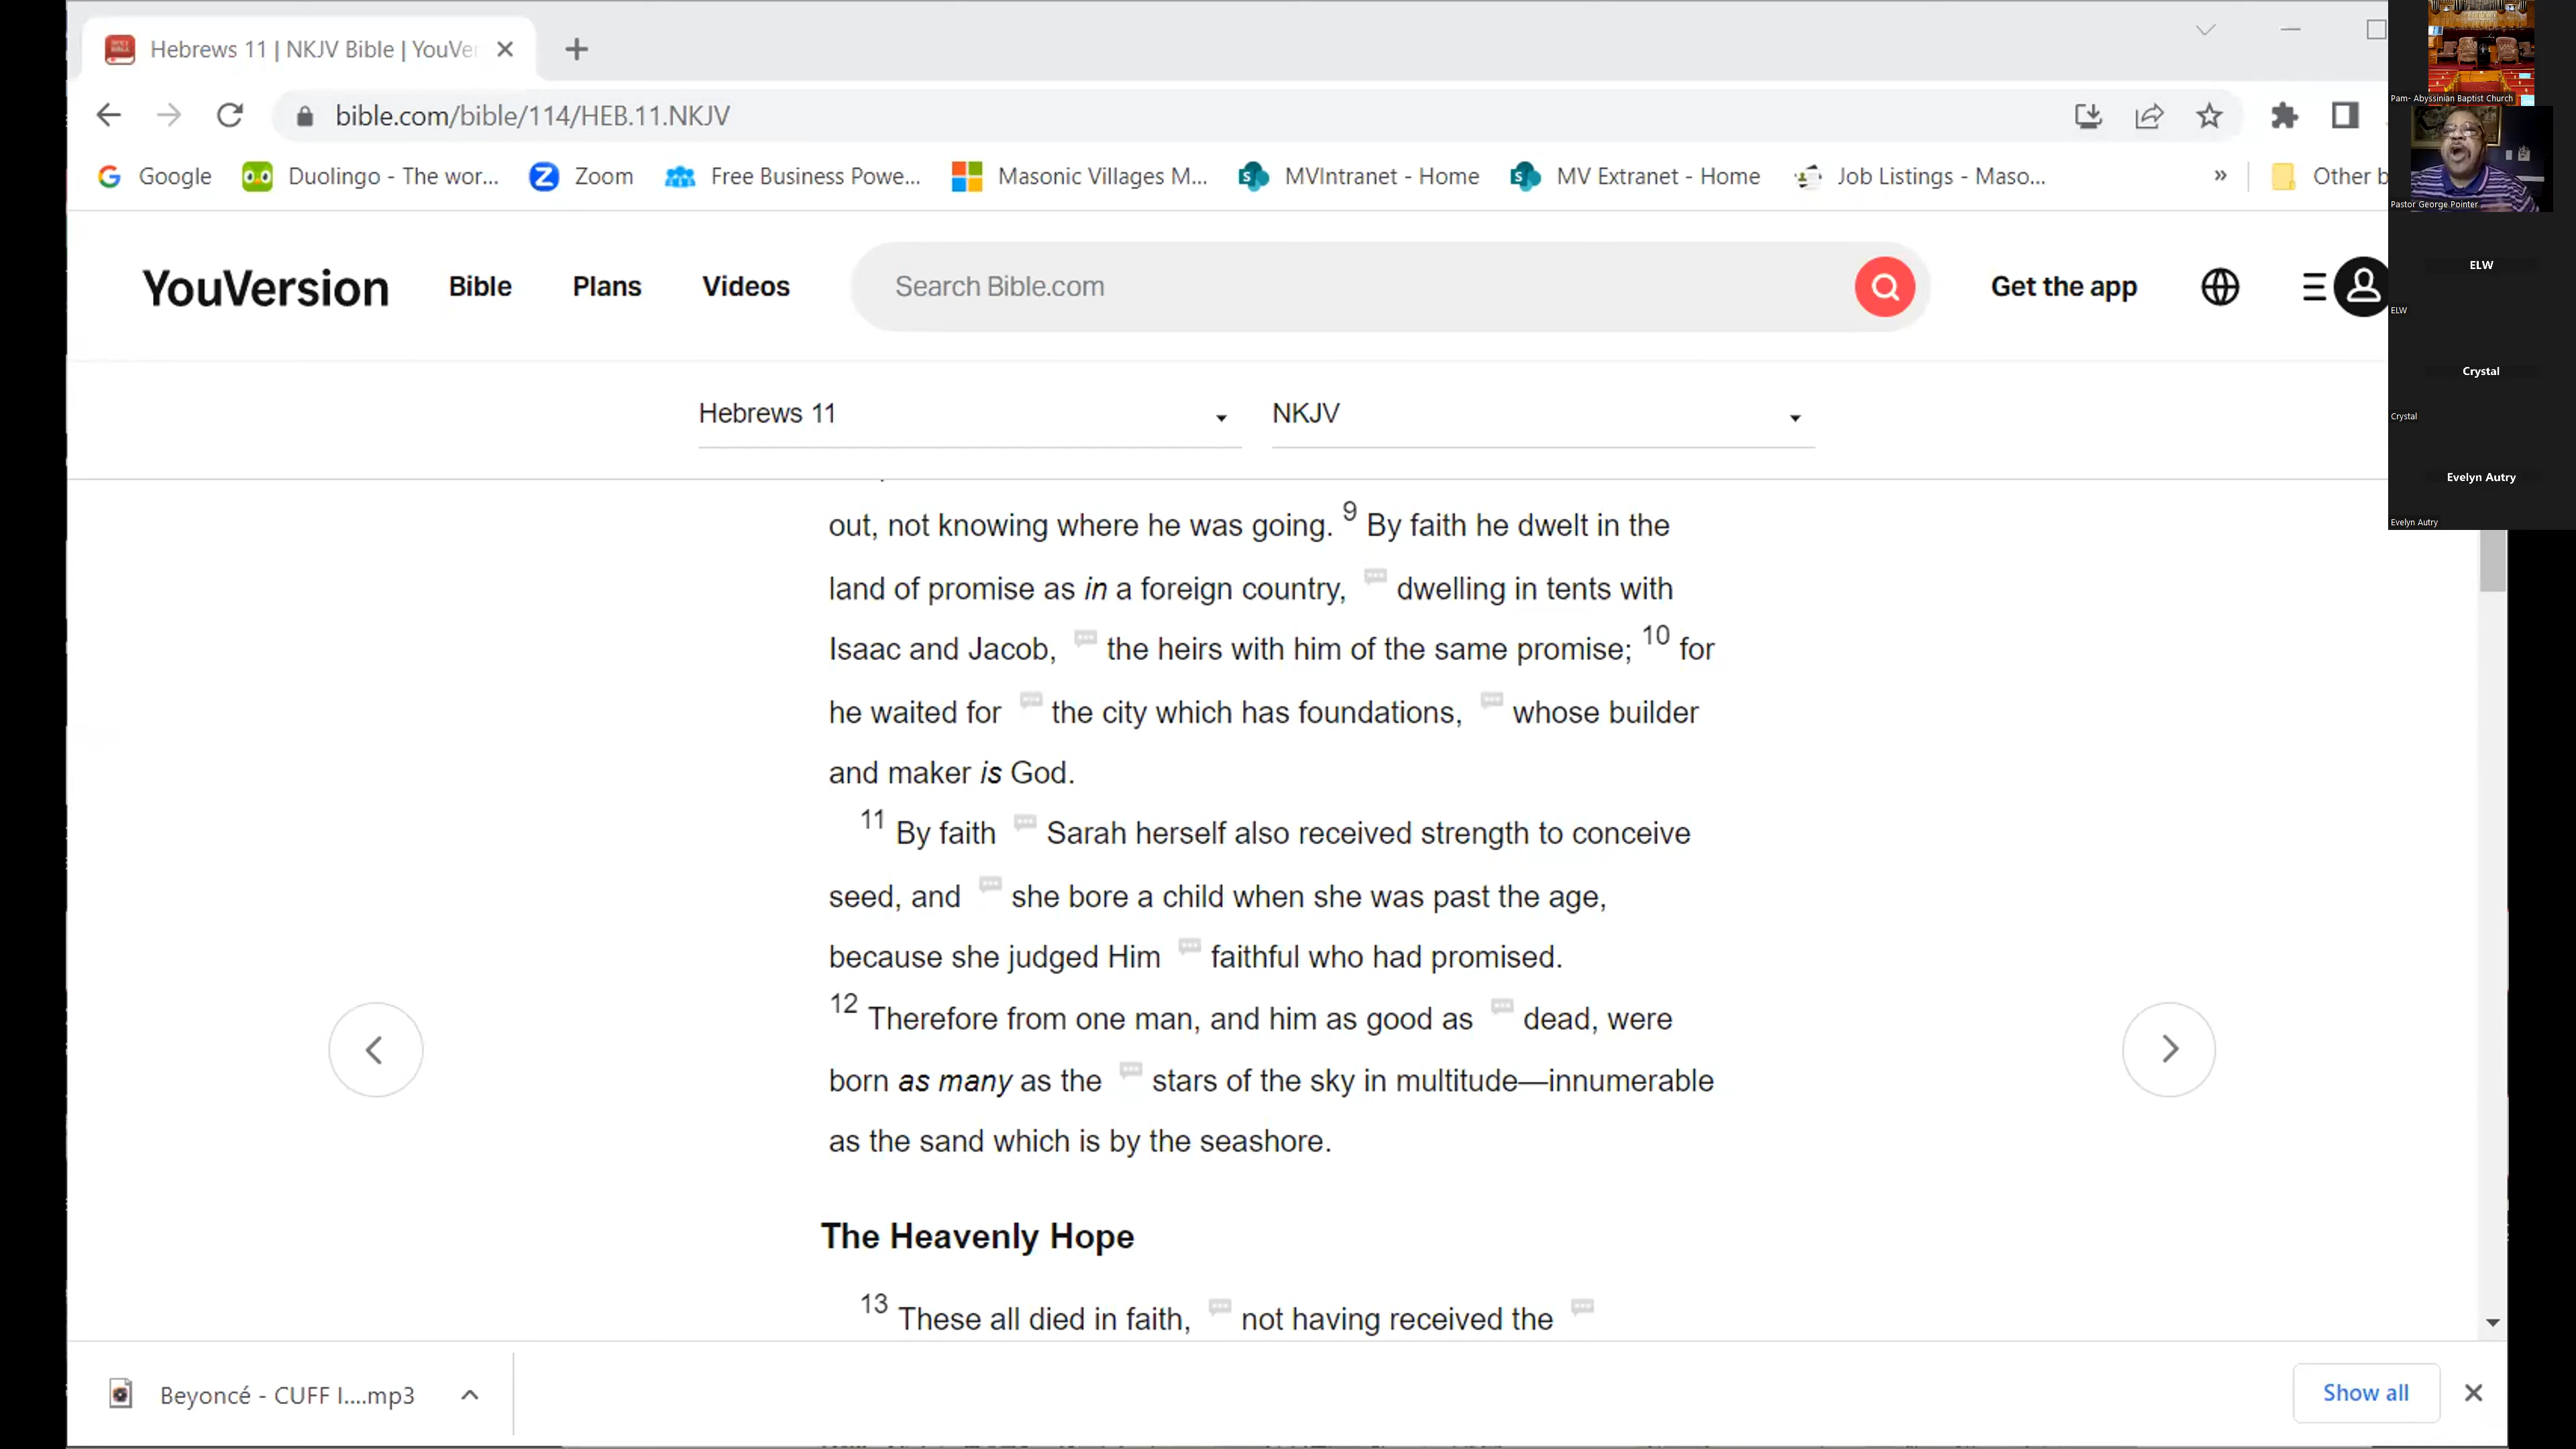 Hebrews 11 | NKJV Bible | YouVer
bible.com/bible/114/HEB.11.NKJV
Google Duolingo - The wor... Zoom Free Business Powe... Masonic Villages M... MVIntranet - Home MV Extranet - Home Job Listings - Maso... » Other b
YouVersion Bible Plans Videos Search Bible.com Get the app
Hebrews 11 NKJV
out, not knowing where he was going. 9 By faith he dwelt in the
land of promise as in a foreign country, dwelling in tents with
Isaac and Jacob, the heirs with him of the same promise; 10 for
he waited for the city which has foundations, whose builder
and maker is God.
11 By faith Sarah herself also received strength to conceive
seed, and she bore a child when she was past the age,
because she judged Him faithful who had promised.
12 Therefore from one man, and him as good as dead, were
born as many as the stars of the sky in multitude—innumerable
as the sand which is by the seashore.
The Heavenly Hope
13 These all died in faith, not having received the
Beyoncé - CUFF I....mp3
Show all
Pam- Abyssinian Baptist Church
Pastor George Pointer
ELW
ELW
Crystal
Crystal
Evelyn Autry
Evelyn Autry